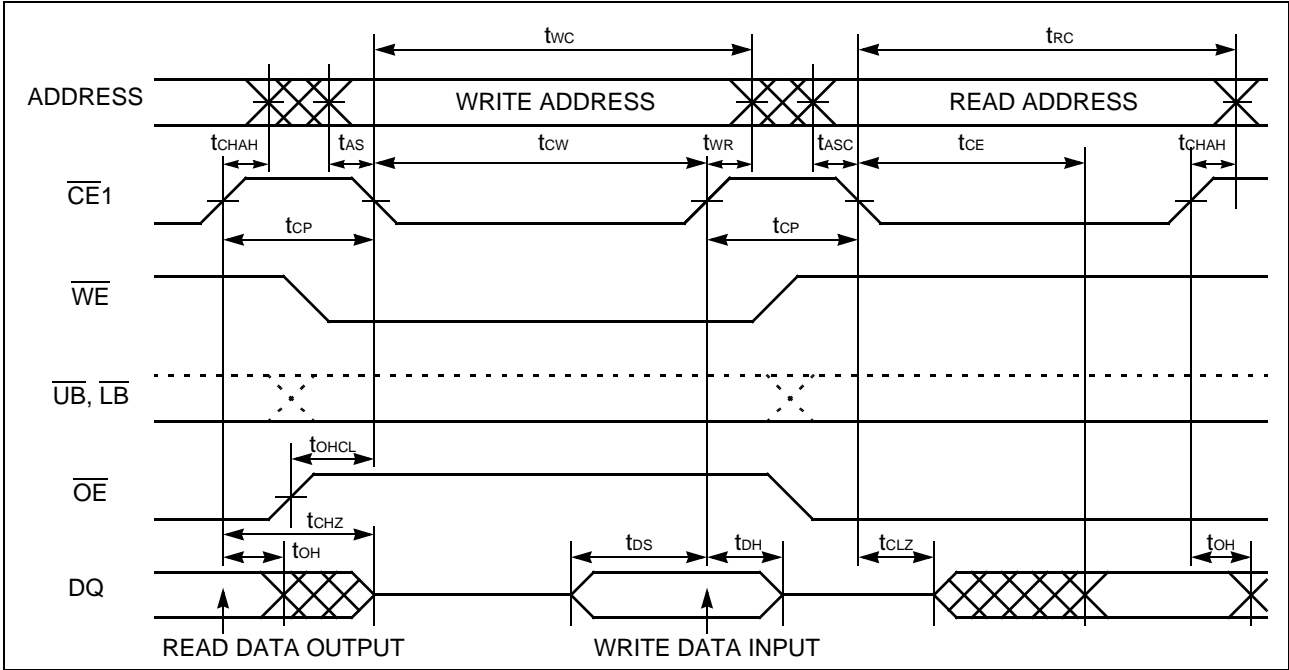 tWC tRC
ADDRESS WRITE ADDRESS READ ADDRESS
tCHAH tAS tCW tWR tASC tCE tCHAH
CE1
tCP tCP
WE
UB, LB
tOHCL
OE
tCHZ
tOH tDS tDH tCLZ tOH
DQ
READ DATA OUTPUT WRITE DATA INPUT